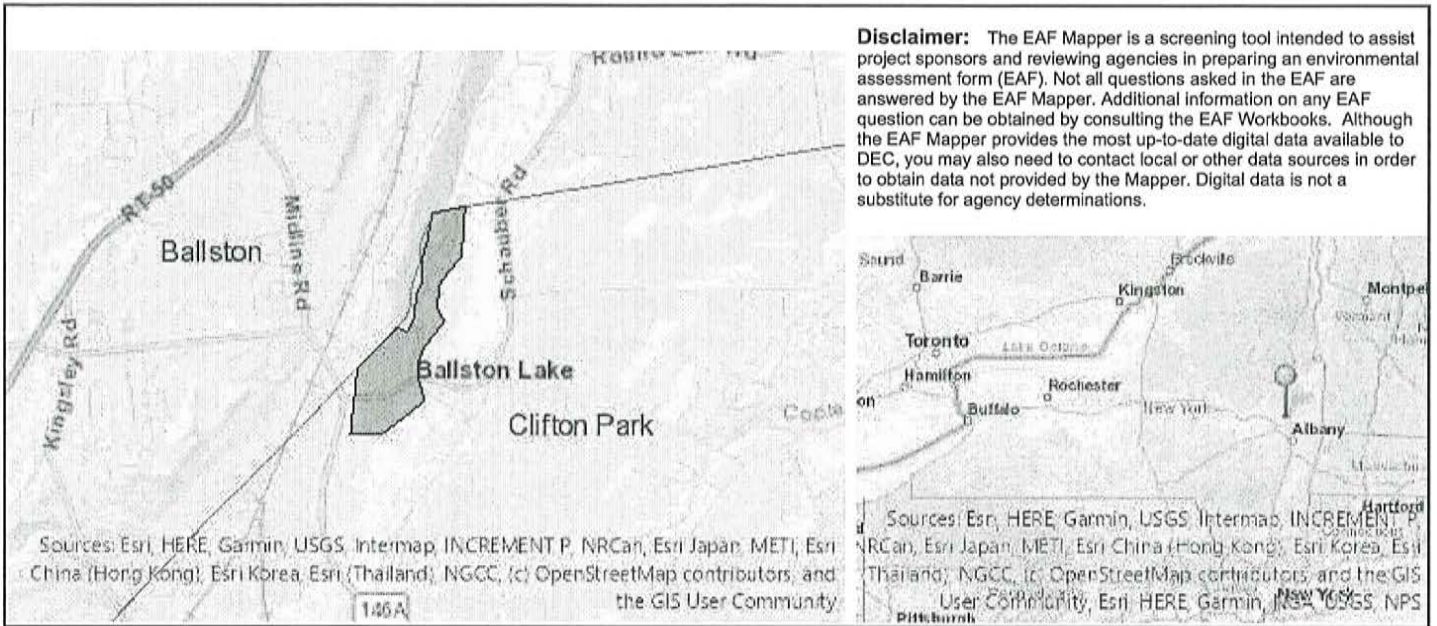 Disclaimer: The EAF Mapper is a screening tool intended to assist
project sponsors and reviewing agencies in preparing an environmental
assessment form (EAF). Not all questions asked in the EAF are
answered by the EAF Mapper. Additional information on any EAF
question can be obtained by consulting the EAF Workbooks. Although
the EAF Mapper provides the most up-to-date digital data available to
DEC, you may also need to contact local or other data sources in order
to obtain data not provided by the Mapper. Digital data is not a
substitute for agency determinations.
RT-50
Ballston
Midline Rd
Schauber Rd
Kingsley Rd
Ballston Lake
Clifton Park
146A
Sources: Esri, HERE, Garmin, USGS, Intermap, INCREMENT P, NRCan, Esri Japan, METI, Esri
China (Hong Kong), Esri Korea, Esri (Thailand), NGCC, (c) OpenStreetMap contributors, and
the GIS User Community
Barrie
Brockville
Kingston
Montpel
Vermont
Toronto
Lake Ontario
Hamilton
Rochester
on
Buffalo
New York
Albany
Hartford
Sources: Esri, HERE, Garmin, USGS, Intermap, INCREMENT P,
NRCan, Esri Japan, METI, Esri China (Hong Kong), Esri Korea, Esri
(Thailand), NGCC, (c) OpenStreetMap contributors, and the GIS
User Community, Esri, HERE, Garmin, NGA, USGS, NPS
New York
Pittsburgh